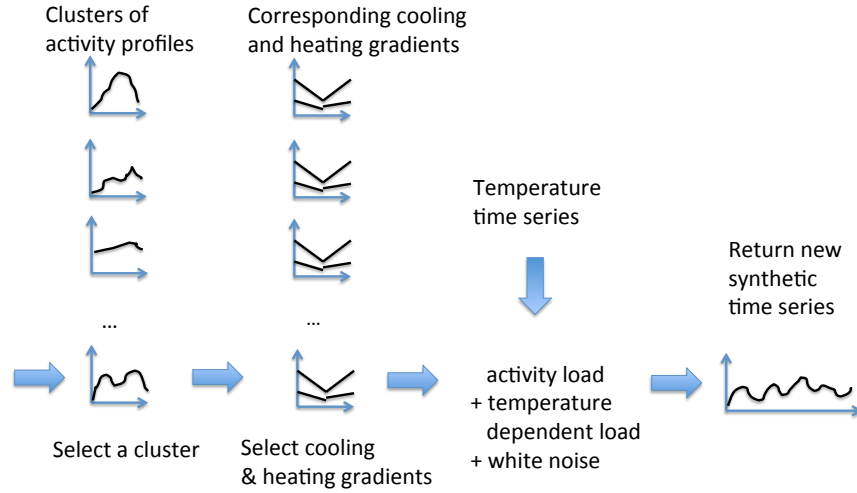 Clusters of
activity profiles
Corresponding cooling
and heating gradients
Temperature
time series
Return new
synthetic
time series
...
...
activity load
+ temperature
dependent load
+ white noise
Select a cluster
Select cooling
& heating gradients